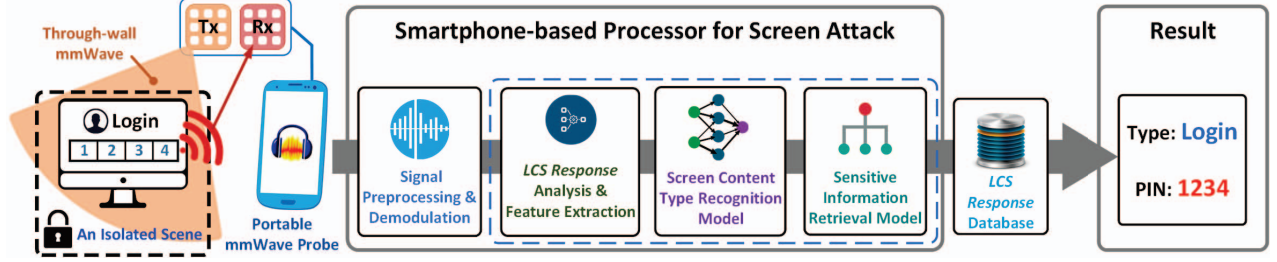 Through-wall
mmWave
Tx
Rx
Login
1 2 3 4
An Isolated Scene
Portable
mmWave Probe
Smartphone-based Processor for Screen Attack
Signal
Preprocessing &
Demodulation
LCS Response
Analysis &
Feature Extraction
Screen Content
Type Recognition
Model
Sensitive
Information
Retrieval Model
LCS
Response
Database
Result
Type: Login
PIN: 1234